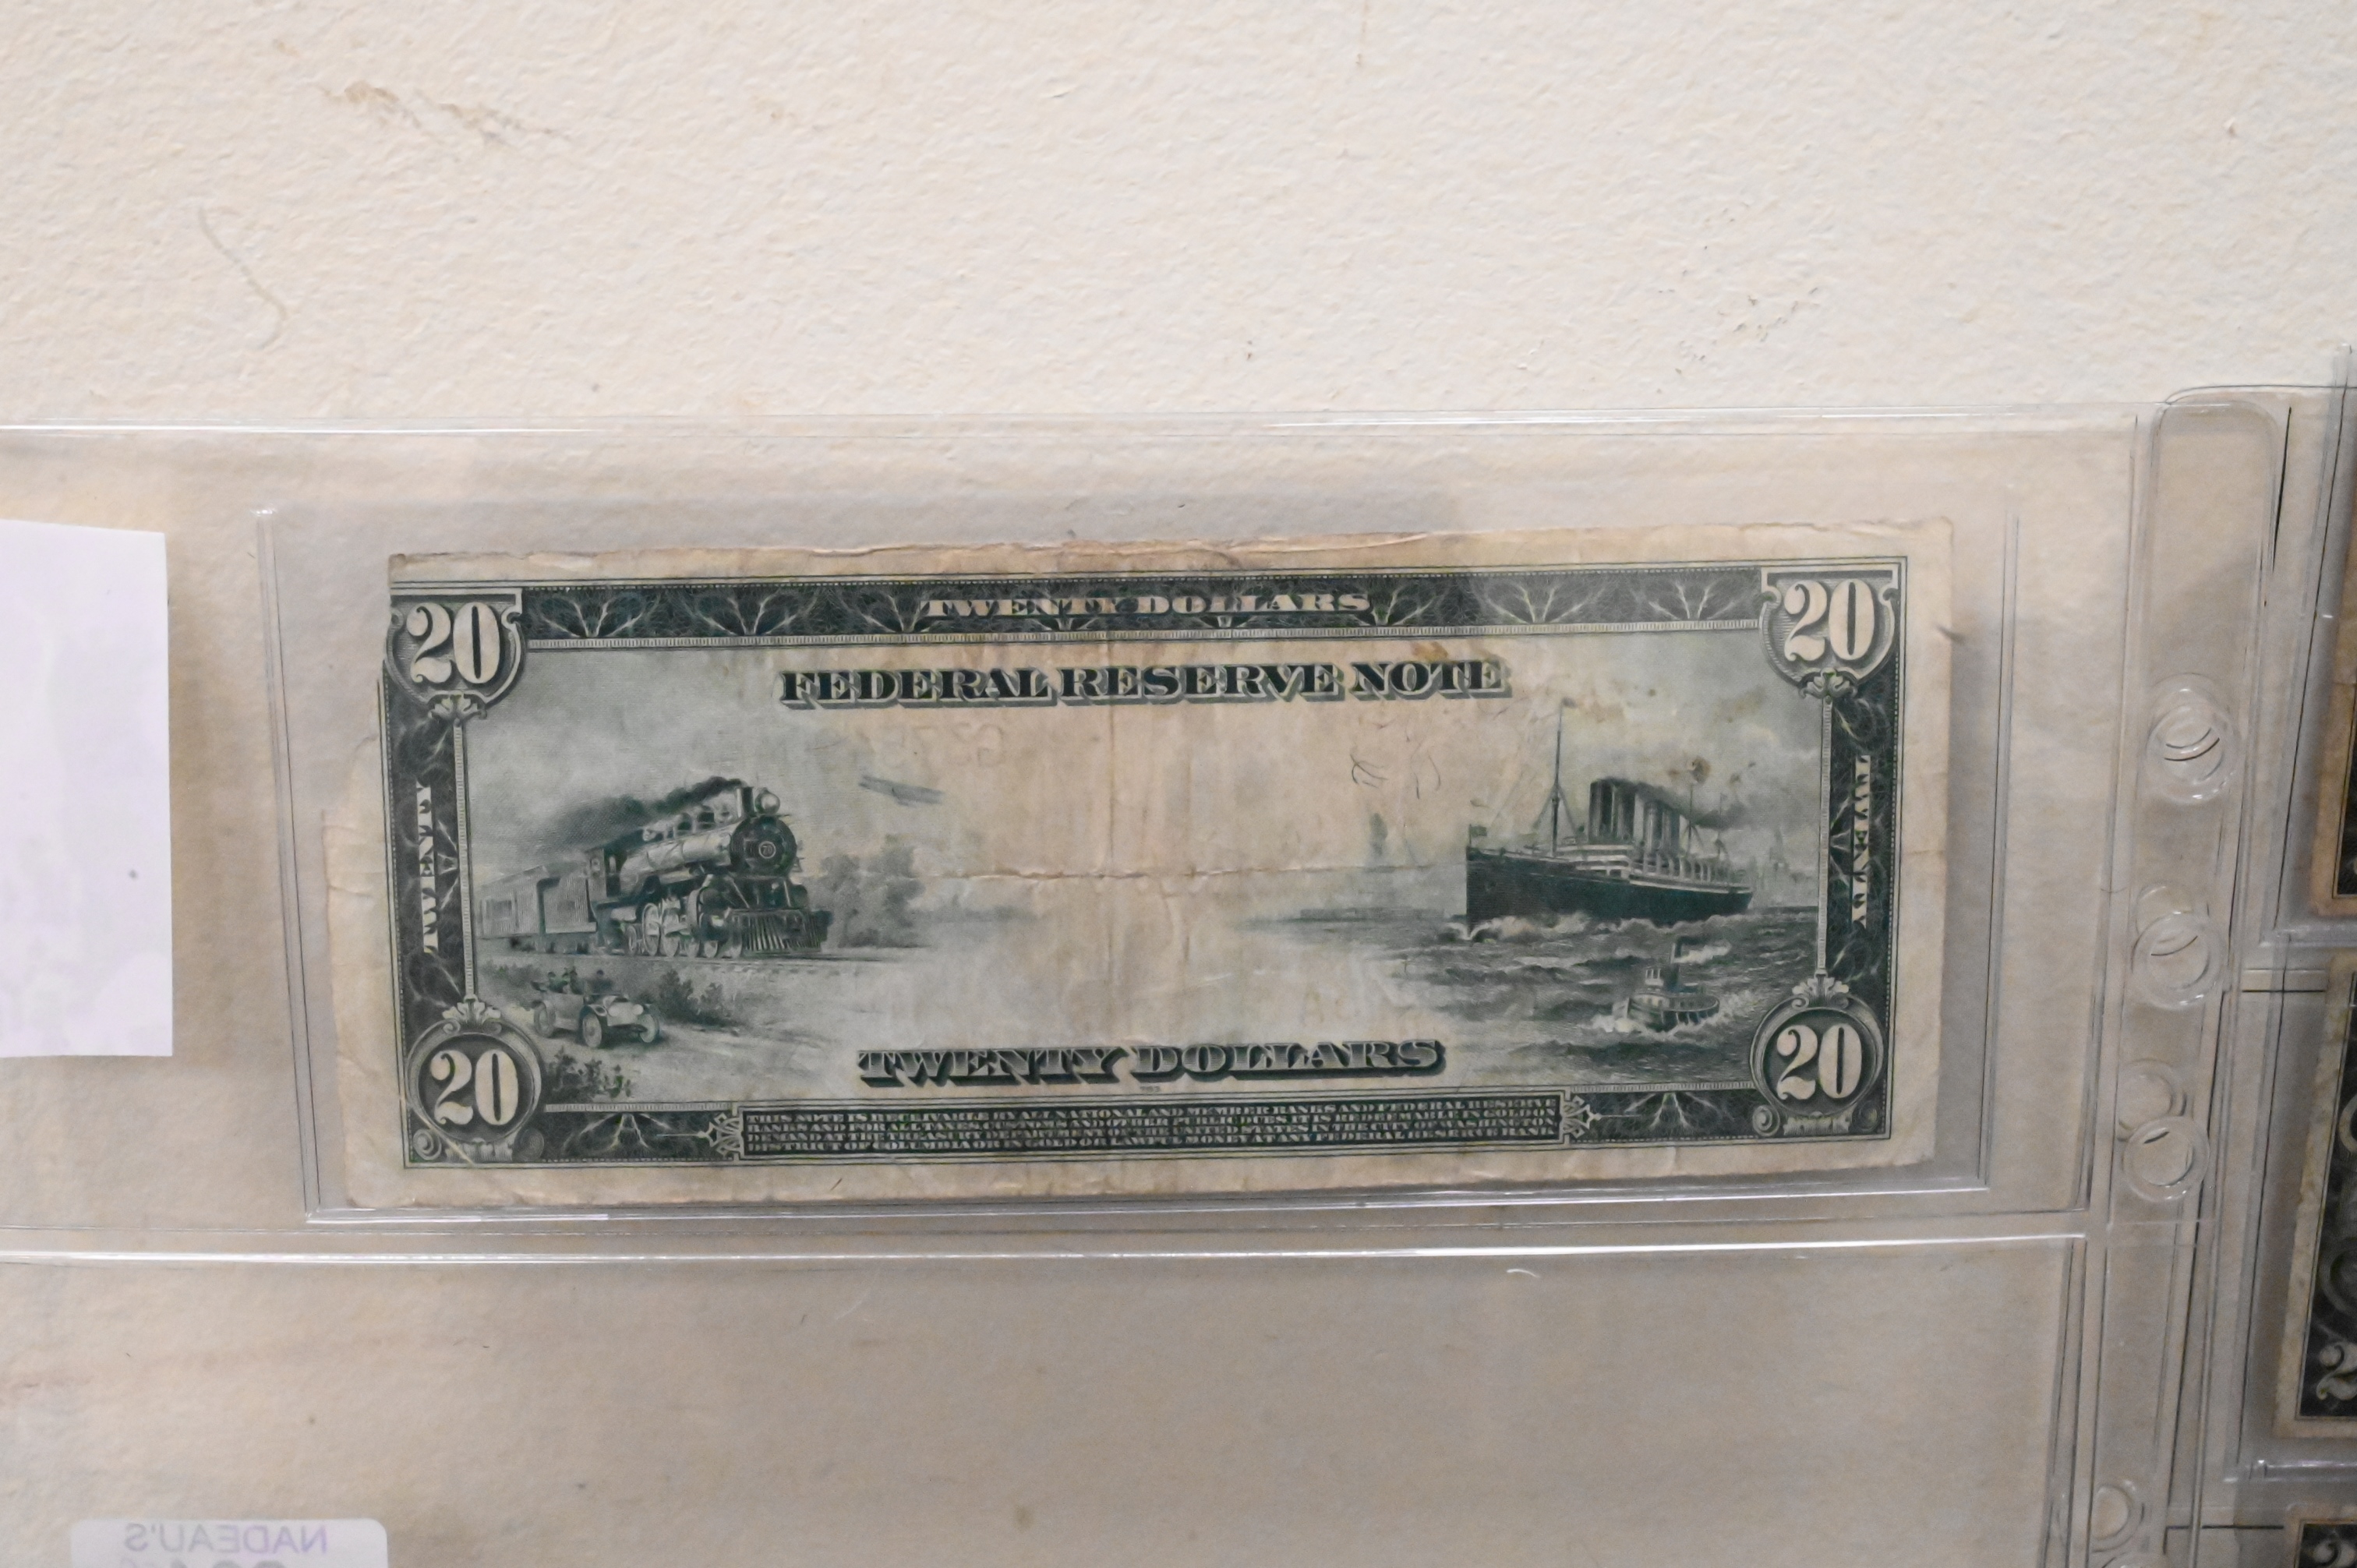 TWENTY DOLLARS
20
20
FEDERAL RESERVE NOTE
G275
TWENTY
TWENTY
20
20
TWENTY DOLLARS
THIS NOTE IS RECEIVABLE BY ALL NATIONAL AND MEMBER BANKS AND FEDERAL RESERVE
BANKS AND FOR ALL TAXES, CUSTOMS AND OTHER PUBLIC DUES. IT IS REDEEMABLE IN GOLD ON
DEMAND AT THE TREASURY DEPARTMENT OF THE UNITED STATES IN THE CITY OF WASHINGTON
DISTRICT OF COLUMBIA OR IN GOLD OR LAWFUL MONEY AT ANY FEDERAL RESERVE BANK.
NADEAU'S